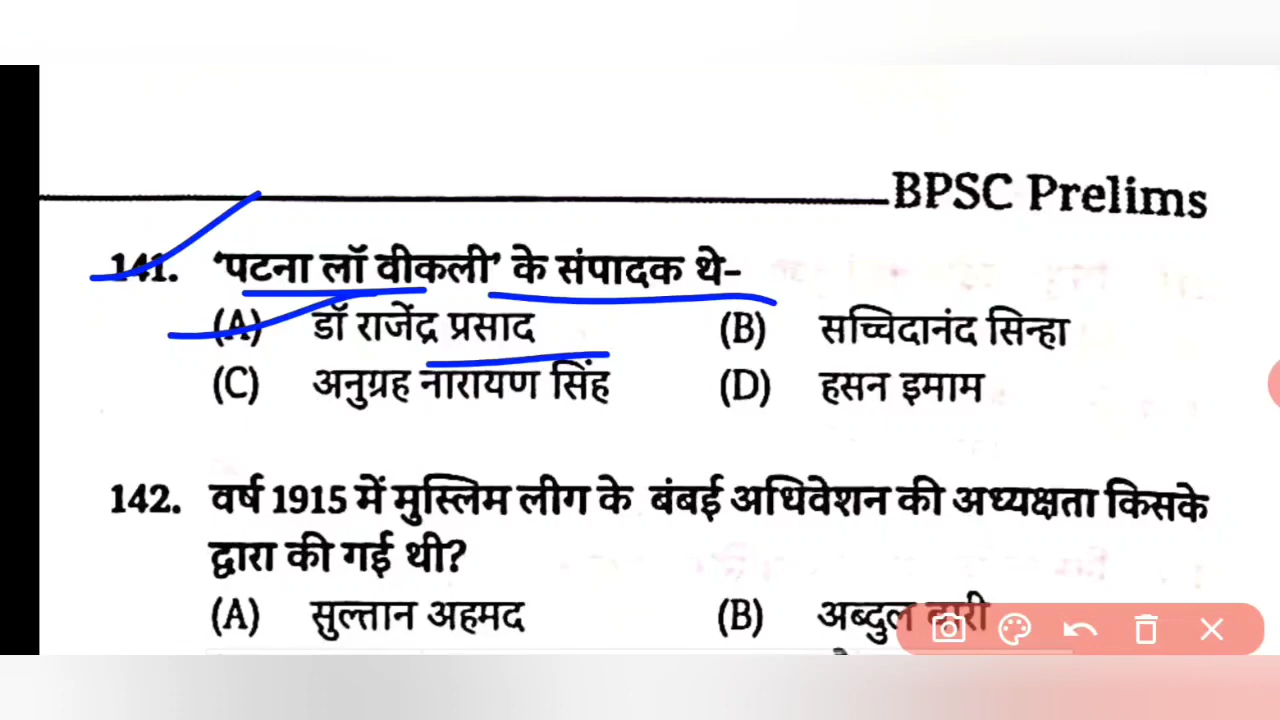 BPSC Prelims
141. 'पटना लॉ वीकली' के संपादक थे-
(A) डॉ राजेंद्र प्रसाद (B) सच्चिदानंद सिन्हा
(C) अनुग्रह नारायण सिंह (D) हसन इमाम
142. वर्ष 1915 में मुस्लिम लीग के बंबई अधिवेशन की अध्यक्षता किसके
द्वारा की गई थी?
(A) सुल्तान अहमद (B) अब्दुल